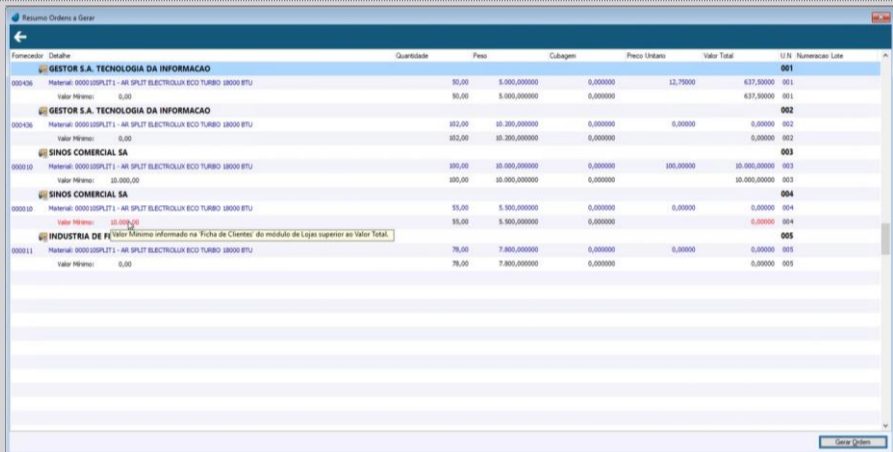 Resumo Ordens a Gerar
Fornecedor Detalhe Quantidade Peso Cubagem Preco Unitario Valor Total U.N Numeracao Lote
GESTOR S.A. TECNOLOGIA DA INFORMACAO 001
000436 Material: 000010SPLIT1 - AR SPLIT ELECTROLUX ECO TURBO 18000 BTU 50,00 5.000,000000 0,000000 12,75000 637,50000 001
Valor Mínimo: 0,00 50,00 5.000,000000 0,000000 637,50000 001
GESTOR S.A. TECNOLOGIA DA INFORMACAO 002
000436 Material: 000010SPLIT1 - AR SPLIT ELECTROLUX ECO TURBO 18000 BTU 102,00 10.200,000000 0,000000 0,00000 0,00000 002
Valor Mínimo: 0,00 102,00 10.200,000000 0,000000 0,00000 002
SINOS COMERCIAL SA 003
000010 Material: 000010SPLIT1 - AR SPLIT ELECTROLUX ECO TURBO 18000 BTU 100,00 10.000,000000 0,000000 100,00000 10.000,00000 003
Valor Mínimo: 10.000,00 100,00 10.000,000000 0,000000 10.000,00000 003
SINOS COMERCIAL SA 004
000010 Material: 000010SPLIT1 - AR SPLIT ELECTROLUX ECO TURBO 18000 BTU 55,00 5.500,000000 0,000000 0,00000 0,00000 004
Valor Mínimo: 10.000,00 55,00 5.500,000000 0,000000 0,00000 004
INDUSTRIA DE 005
Valor Mínimo informado na 'Ficha de Clientes' do módulo de Lojas superior ao Valor Total.
000011 Material: 000010SPLIT1 - AR SPLIT ELECTROLUX ECO TURBO 18000 BTU 78,00 7.800,000000 0,000000 0,00000 0,00000 005
Valor Mínimo: 0,00 78,00 7.800,000000 0,000000 0,00000 005
Gerar Ordem